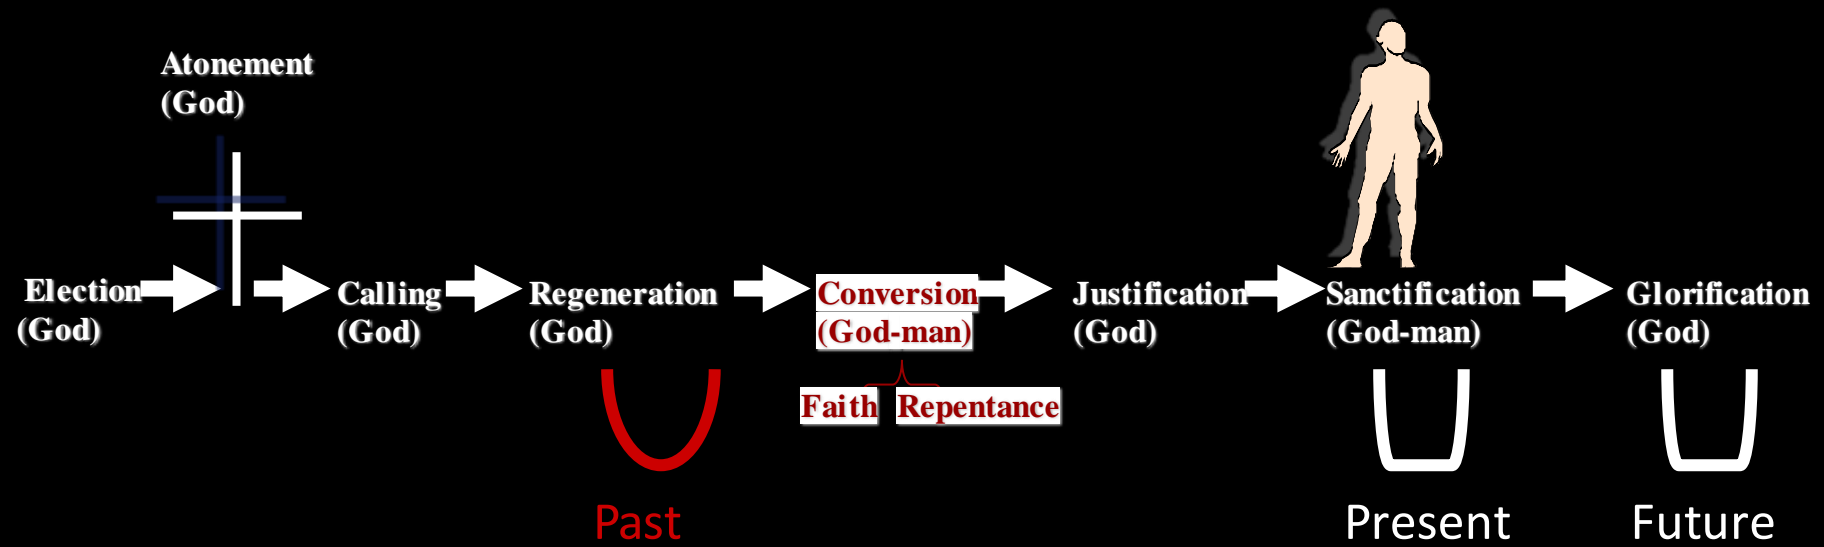 Atonement
(God)
Election
(God)
Calling
(God)
Regeneration
(God)
Conversion
(God-man)
Faith
Repentance
Justification
(God)
Sanctification
(God-man)
Glorification
(God)
Past
Present
Future